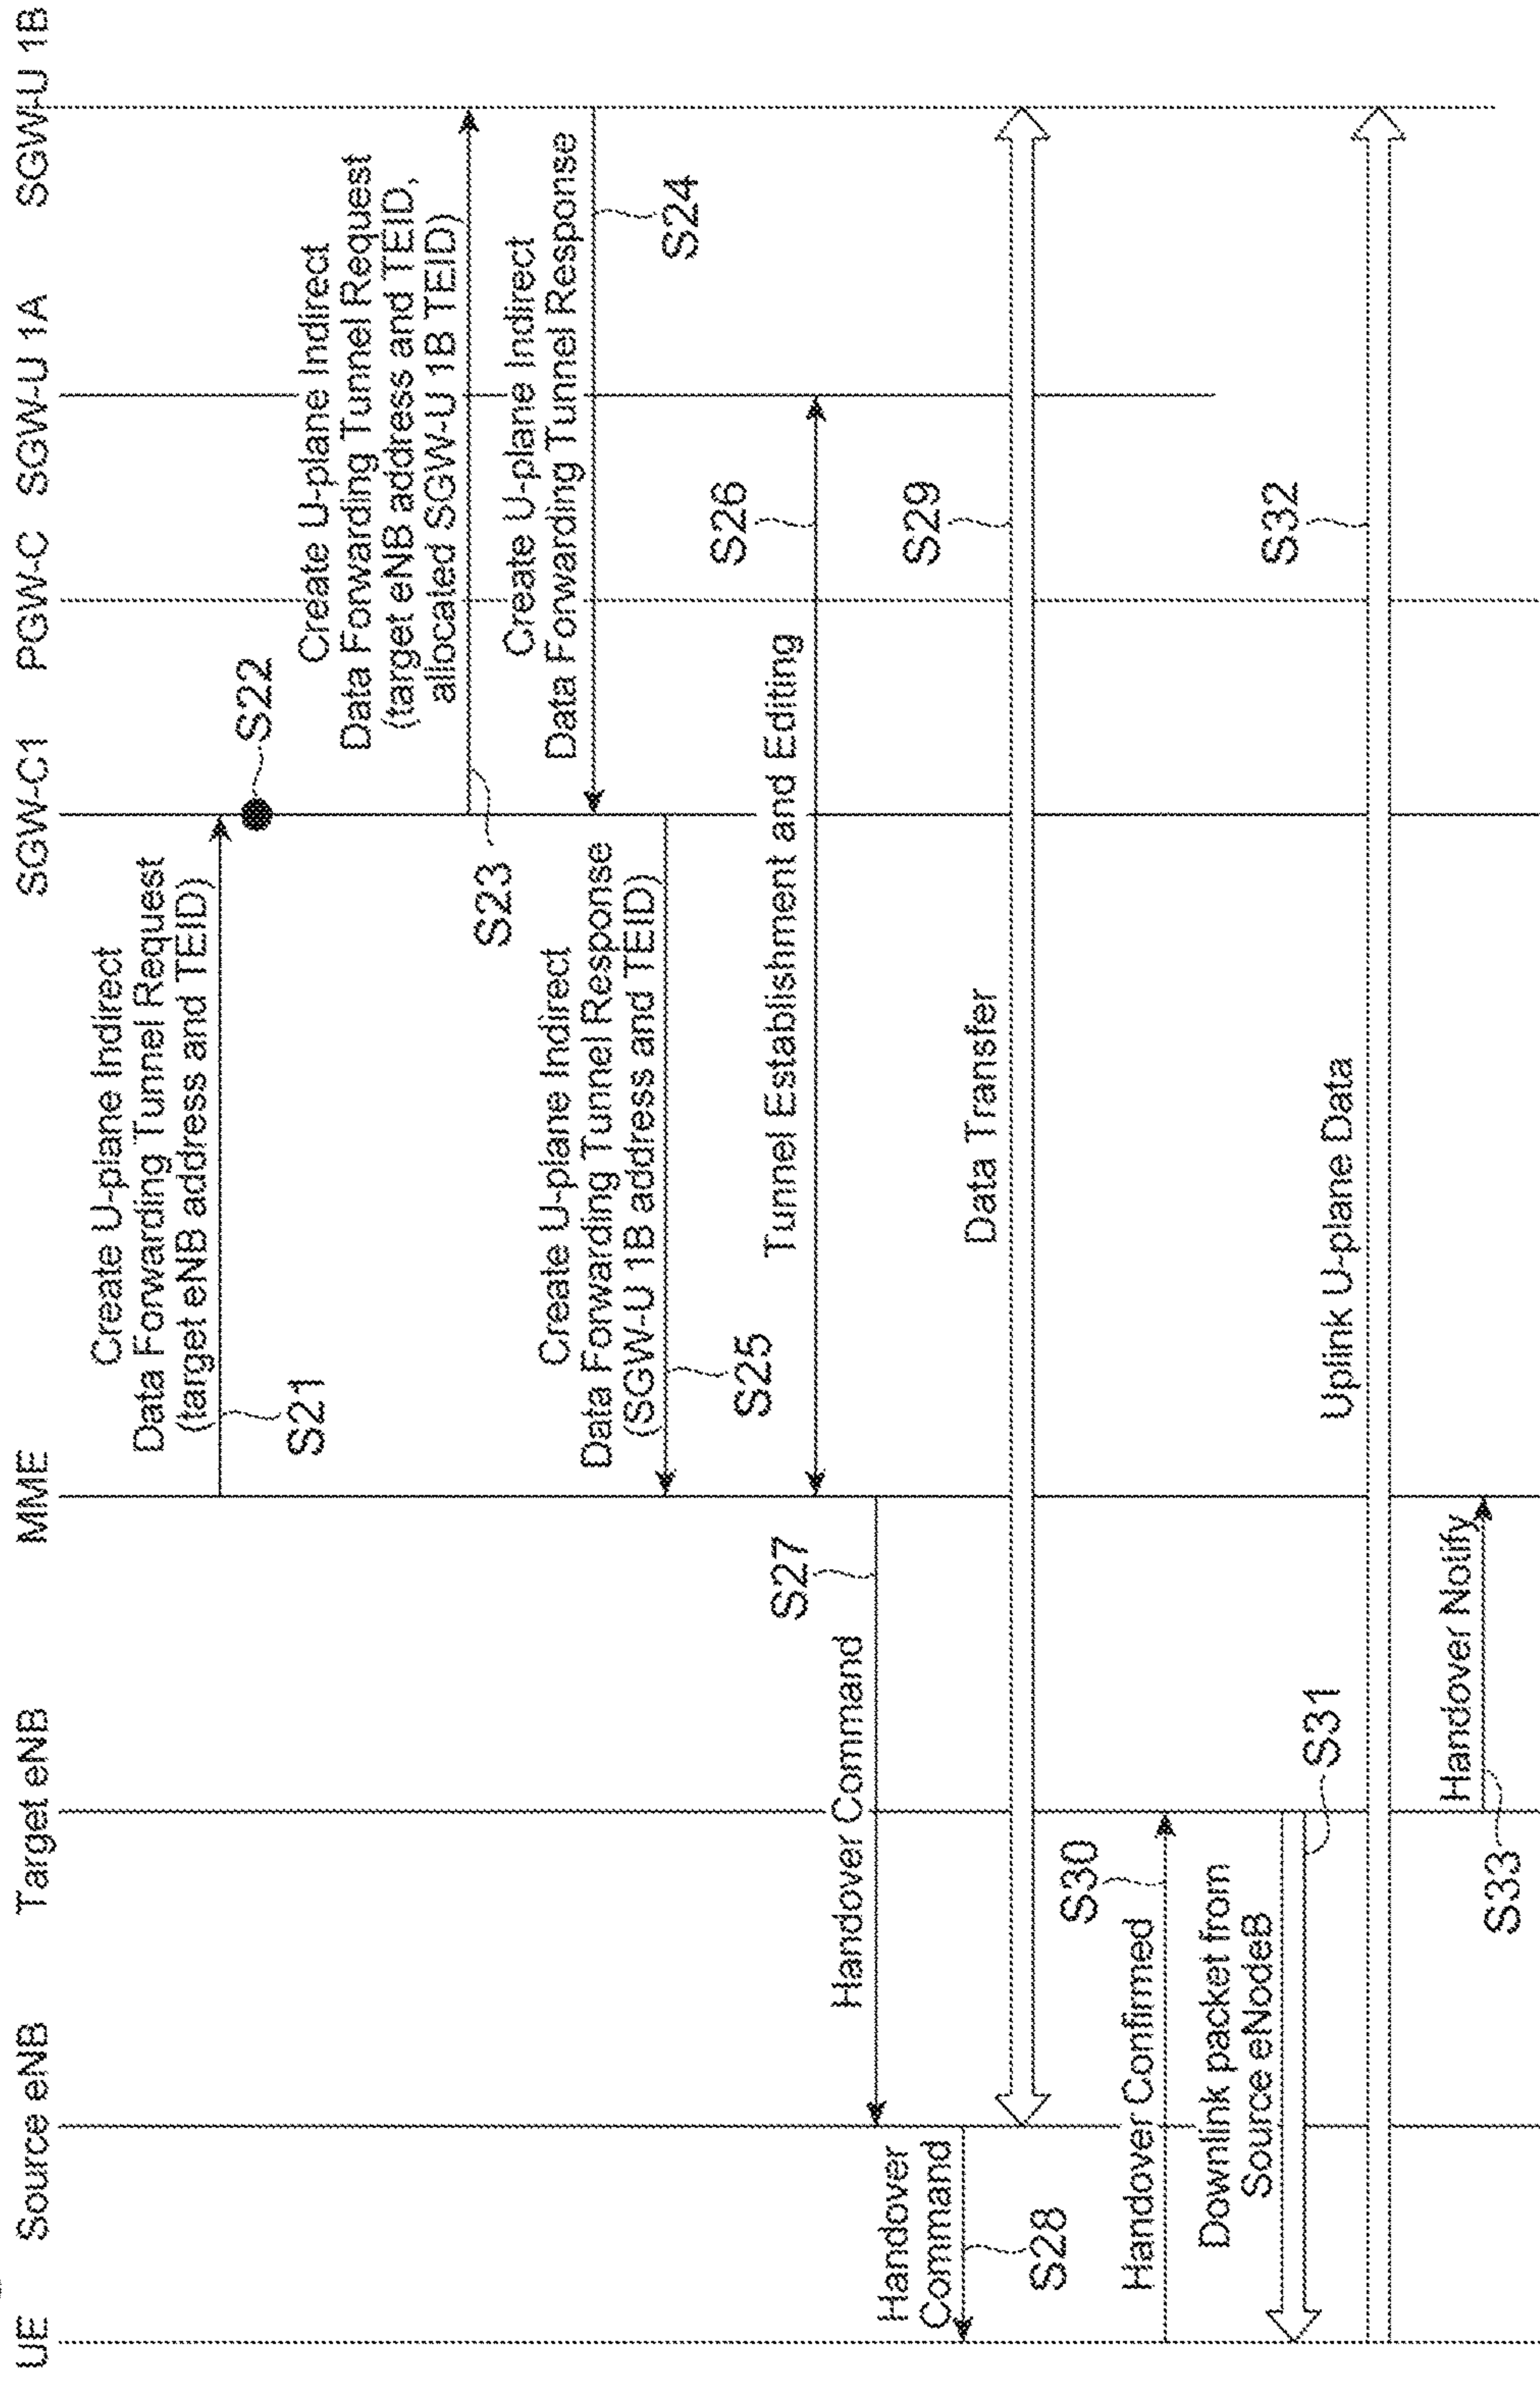 UE
Source eNB
Target eNB
MME
SGW-C1
PGW-C
SGW-U 1A
SGW-U 1B
Create U-plane Indirect
Data Forwarding Tunnel Request
(target eNB address and TEID)
S21
S22
Create U-plane Indirect
Data Forwarding Tunnel Request
(target eNB address and TEID,
allocated SGW-U 1B TEID)
S23
Create U-plane Indirect
Data Forwarding Tunnel Response
S24
Create U-plane Indirect
Data Forwarding Tunnel Response
(SGW-U 1B address and TEID)
S25
Tunnel Establishment and Editing
S26
Handover Command
S27
Handover
Command
S28
Data Transfer
S29
Handover Confirmed
S30
Downlink packet from
Source eNodeB
S31
Uplink U-plane Data
S32
Handover Notify
S33